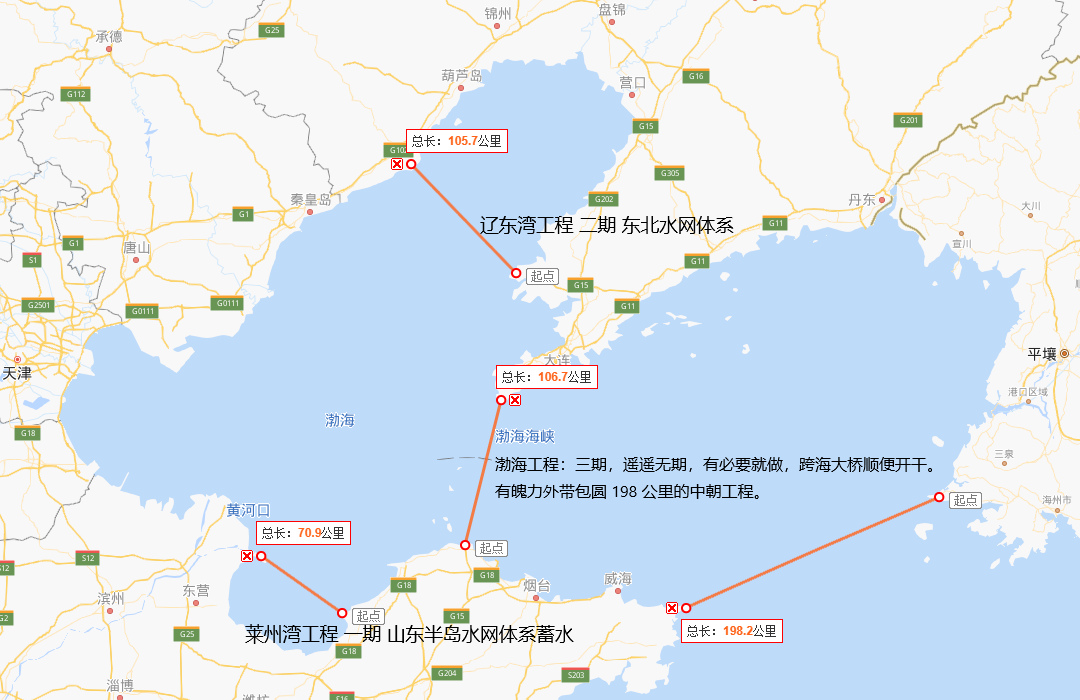 锦州
盘锦
承德
G25
葫芦岛
G16
营口
G112
G201
G15
总长：105.7公里
G102
G305
秦皇岛
G202
丹东
大川
G1
辽东湾工程 二期 东北水网体系
G11
宣川
G1
唐山
S1
G11
起点
G15
G2501
G0111
G0111
G11
平壤
天津
大连
总长：106.7公里
港口区域
渤海
G18
渤海海峡
三泉
渤海工程：三期，遥遥无期，有必要就做，跨海大桥顺便开干。
有魄力外带包圆 198 公里的中朝工程。
起点
海州市
黄河口
总长：70.9公里
起点
S12
S12
G18
烟台
威海
G18
东营
滨州
起点
G15
G2
G25
莱州湾工程 一期 山东半岛水网体系蓄水
总长：198.2公里
G18
G204
S203
淄博
潍坊
G16